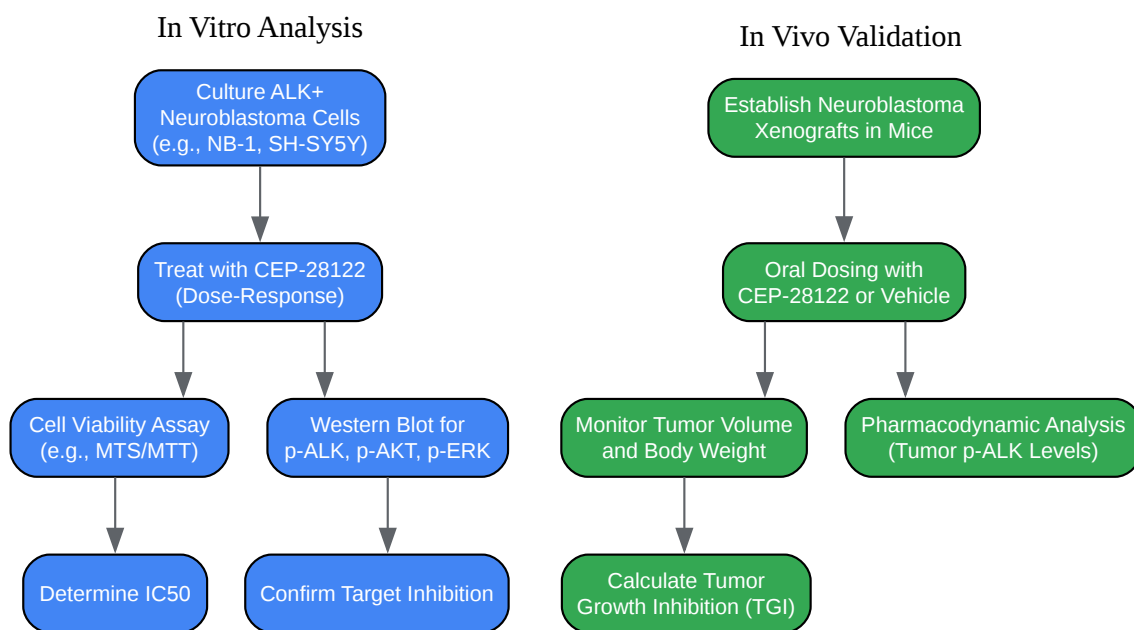 In Vitro Analysis
Culture ALK+
Neuroblastoma Cells
(e.g., NB-1, SH-SY5Y)
Treat with CEP-28122
(Dose-Response)
Cell Viability Assay
(e.g., MTS/MTT)
Western Blot for
p-ALK, p-AKT, p-ERK
Determine IC50
Confirm Target Inhibition
In Vivo Validation
Establish Neuroblastoma
Xenografts in Mice
Oral Dosing with
CEP-28122 or Vehicle
Monitor Tumor Volume
and Body Weight
Pharmacodynamic Analysis
(Tumor p-ALK Levels)
Calculate Tumor
Growth Inhibition (TGI)